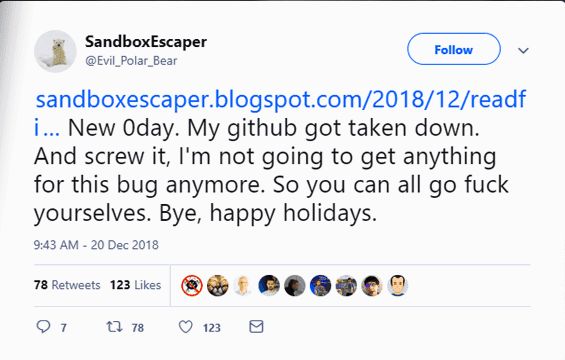 SandboxEscaper
@Evil_Polar_Bear
Follow
sandboxescaper.blogspot.com/2018/12/readf
i… New 0day. My github got taken down.
And screw it, I'm not going to get anything
for this bug anymore. So you can all go fuck
yourselves. Bye, happy holidays.
9:43 AM - 20 Dec 2018
78 Retweets 123 Likes
7 78 123